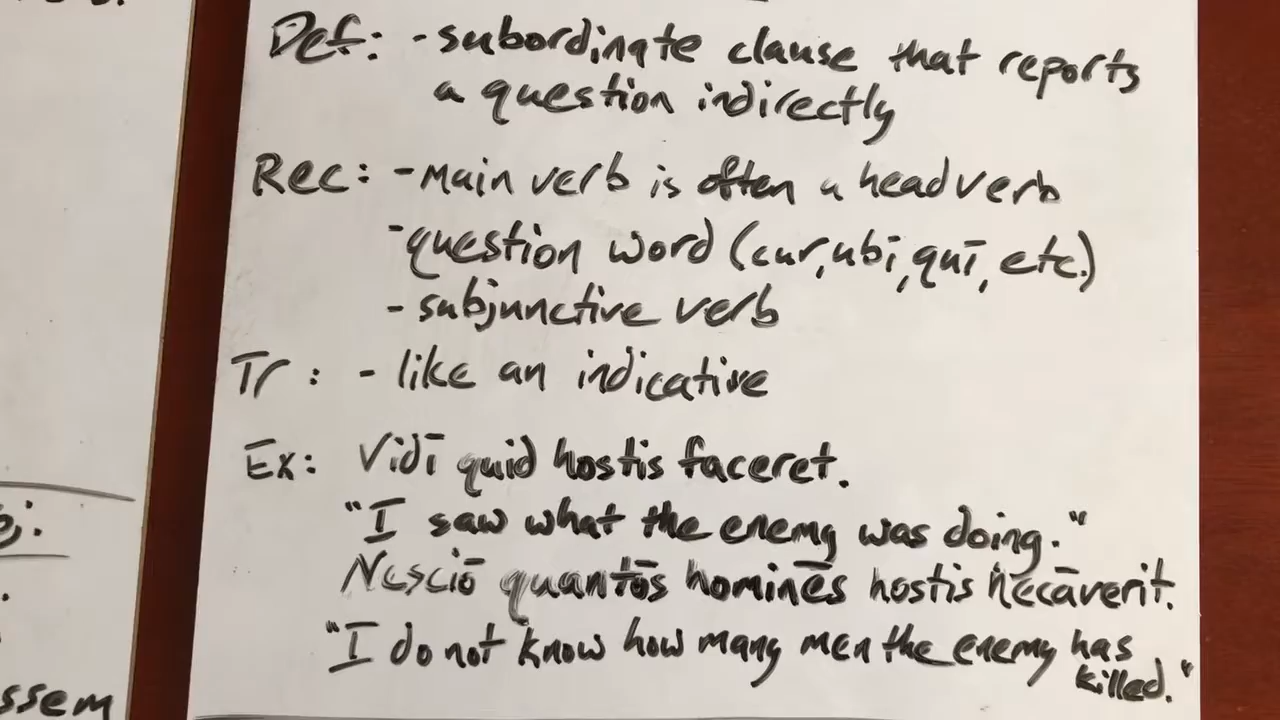 Def: - subordinate clause that reports
a question indirectly
Rec: - main verb is often a head verb
- question word (cur, ubī, quī, etc.)
- subjunctive verb
Tr: - like an indicative
Ex: Vidī quid hostis faceret.
"I saw what the enemy was doing."
Nesciō quantōs hominēs hostis necāverit.
"I do not know how many men the enemy has
killed."
ssem